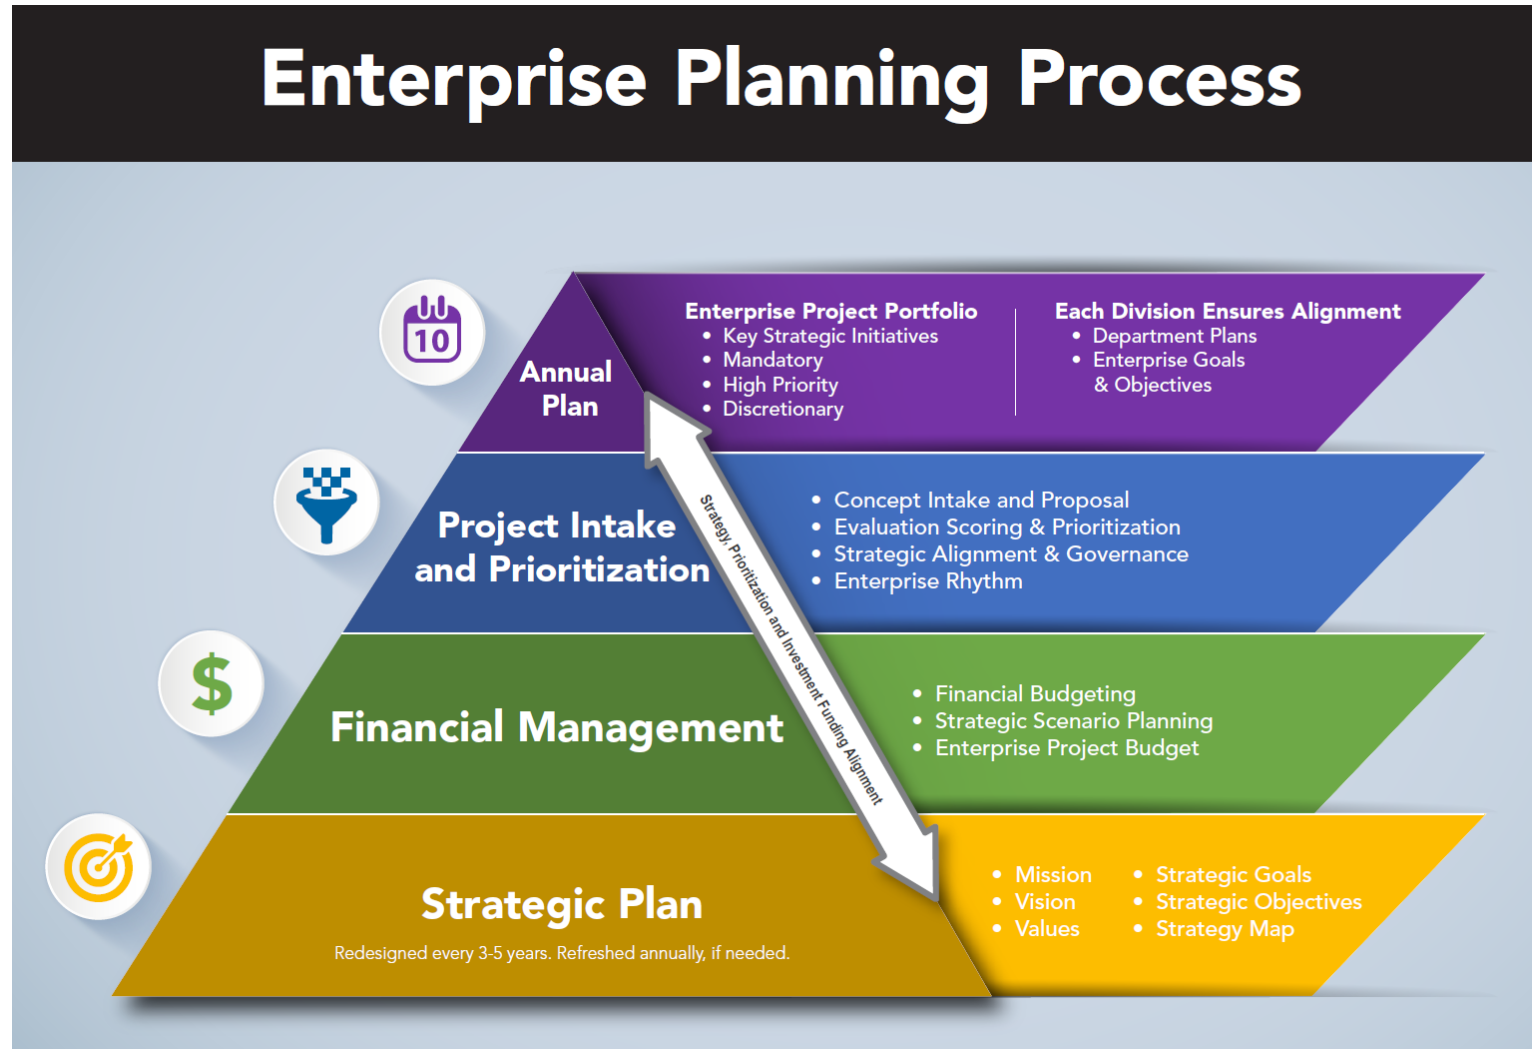 Enterprise Planning Process
10
Annual
Plan
Enterprise Project Portfolio
• Key Strategic Initiatives
• Mandatory
• High Priority
• Discretionary
Each Division Ensures Alignment
• Department Plans
• Enterprise Goals
& Objectives
Project Intake
and Prioritization
• Concept Intake and Proposal
• Evaluation Scoring & Prioritization
• Strategic Alignment & Governance
• Enterprise Rhythm
Strategy, Prioritization and Investment Funding Alignment
$
Financial Management
• Financial Budgeting
• Strategic Scenario Planning
• Enterprise Project Budget
Strategic Plan
Redesigned every 3-5 years. Refreshed annually, if needed.
• Mission
• Vision
• Values
• Strategic Goals
• Strategic Objectives
• Strategy Map